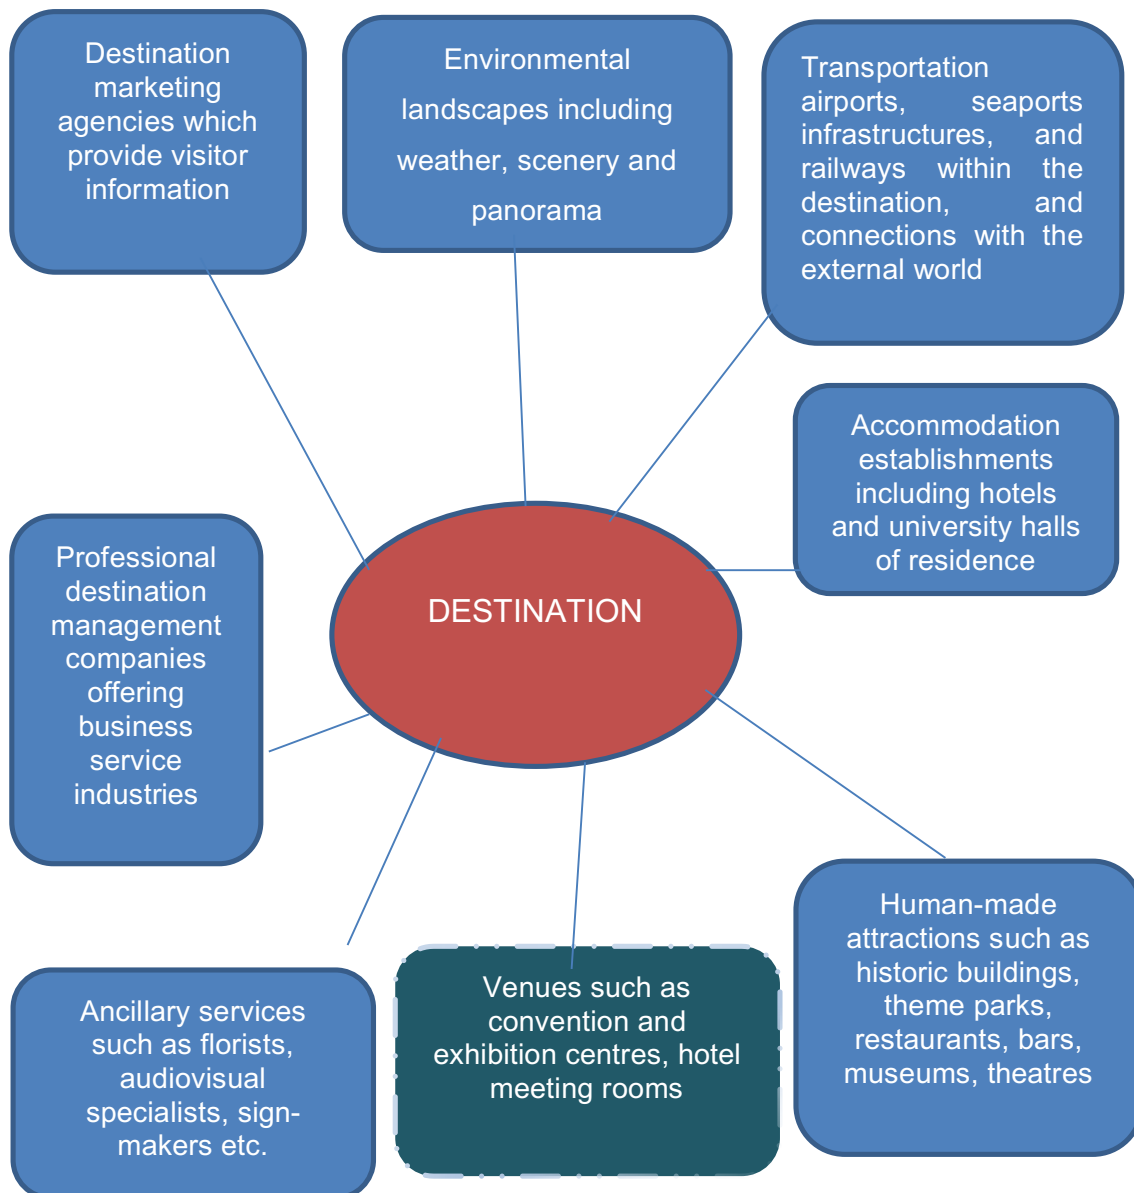 Destination
marketing
agencies which
provide visitor
information
Environmental
landscapes including
weather, scenery and
panorama
Transportation
airports, seaports
infrastructures, and
railways within the
destination, and
connections with the
external world
Accommodation
establishments
including hotels
and university halls
of residence
Professional
destination
management
companies
offering
business
service
industries
DESTINATION
Human-made
attractions such as
historic buildings,
theme parks,
restaurants, bars,
museums, theatres
Ancillary services
such as florists,
audiovisual
specialists, sign-
makers etc.
Venues such as
convention and
exhibition centres, hotel
meeting rooms